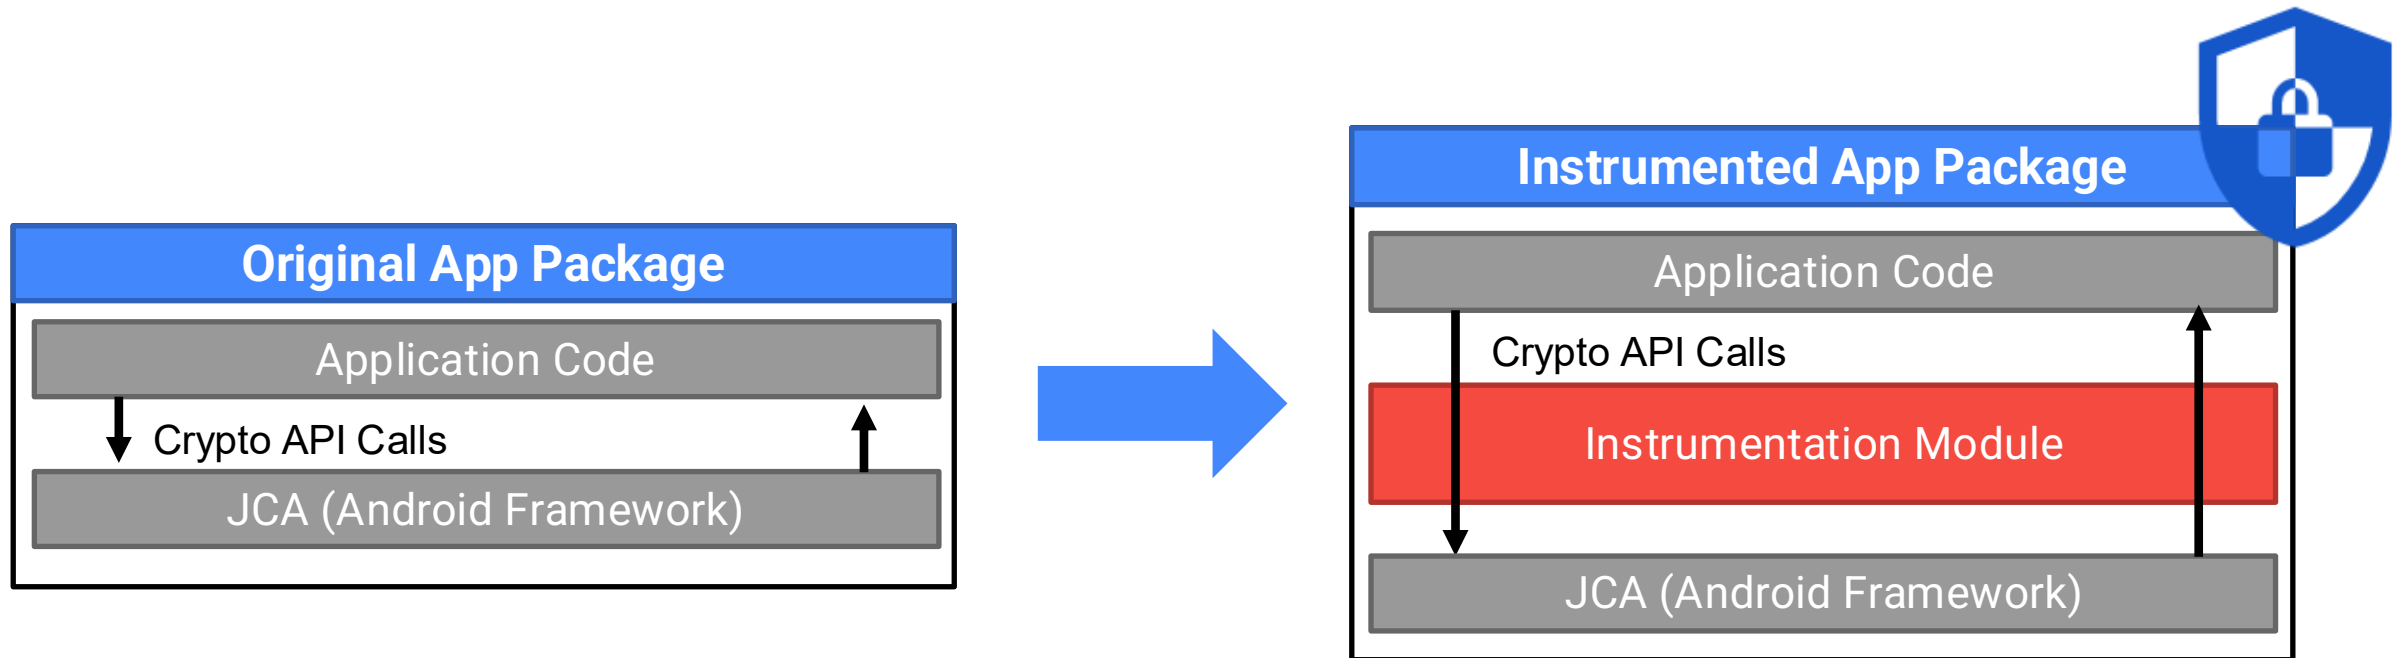 Original App Package
Application Code
Crypto API Calls
JCA (Android Framework)
Instrumented App Package
Application Code
Crypto API Calls
Instrumentation Module
JCA (Android Framework)